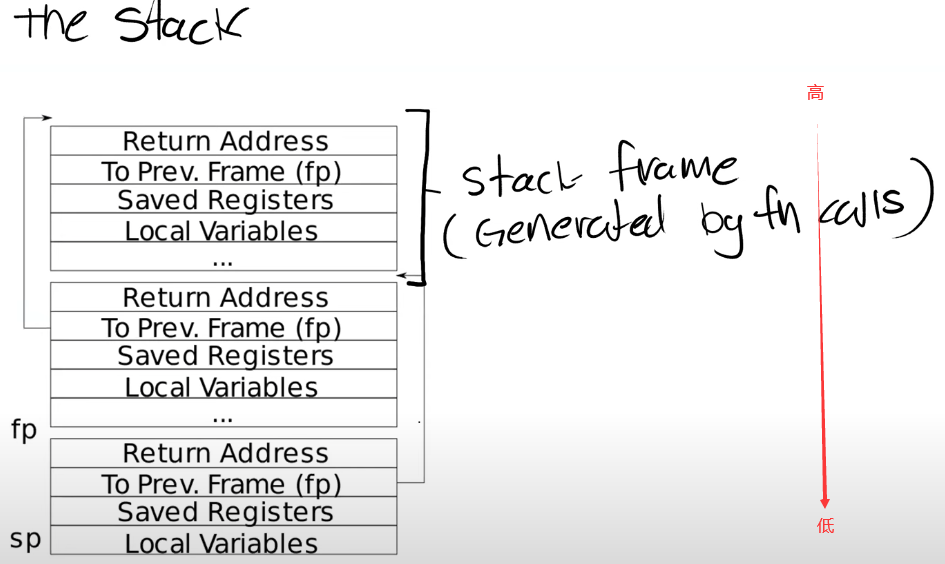 the Stack
高
Return Address
To Prev. Frame (fp)
Saved Registers
Local Variables
...
Stack frame
(Generated by fn calls)
Return Address
To Prev. Frame (fp)
Saved Registers
Local Variables
...
fp
Return Address
To Prev. Frame (fp)
Saved Registers
sp
Local Variables
低